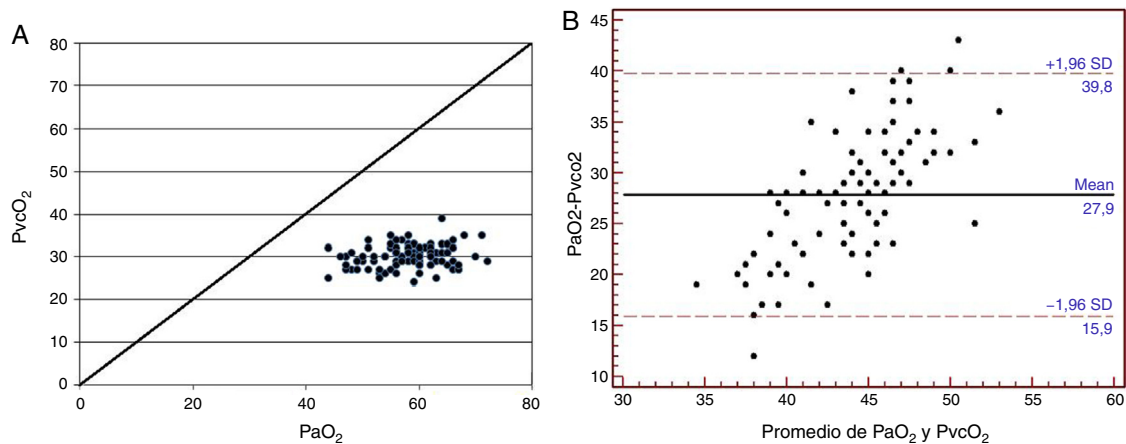 A
80
70
60
50
40
30
20
10
0
PvcO₂
0 20 40 60 80
PaO₂
B
45
40
35
30
25
20
15
10
PaO2-Pvco2
+1,96 SD
39,8
Mean
27,9
−1,96 SD
15,9
30 35 40 45 50 55 60
Promedio de PaO₂ y PvcO₂